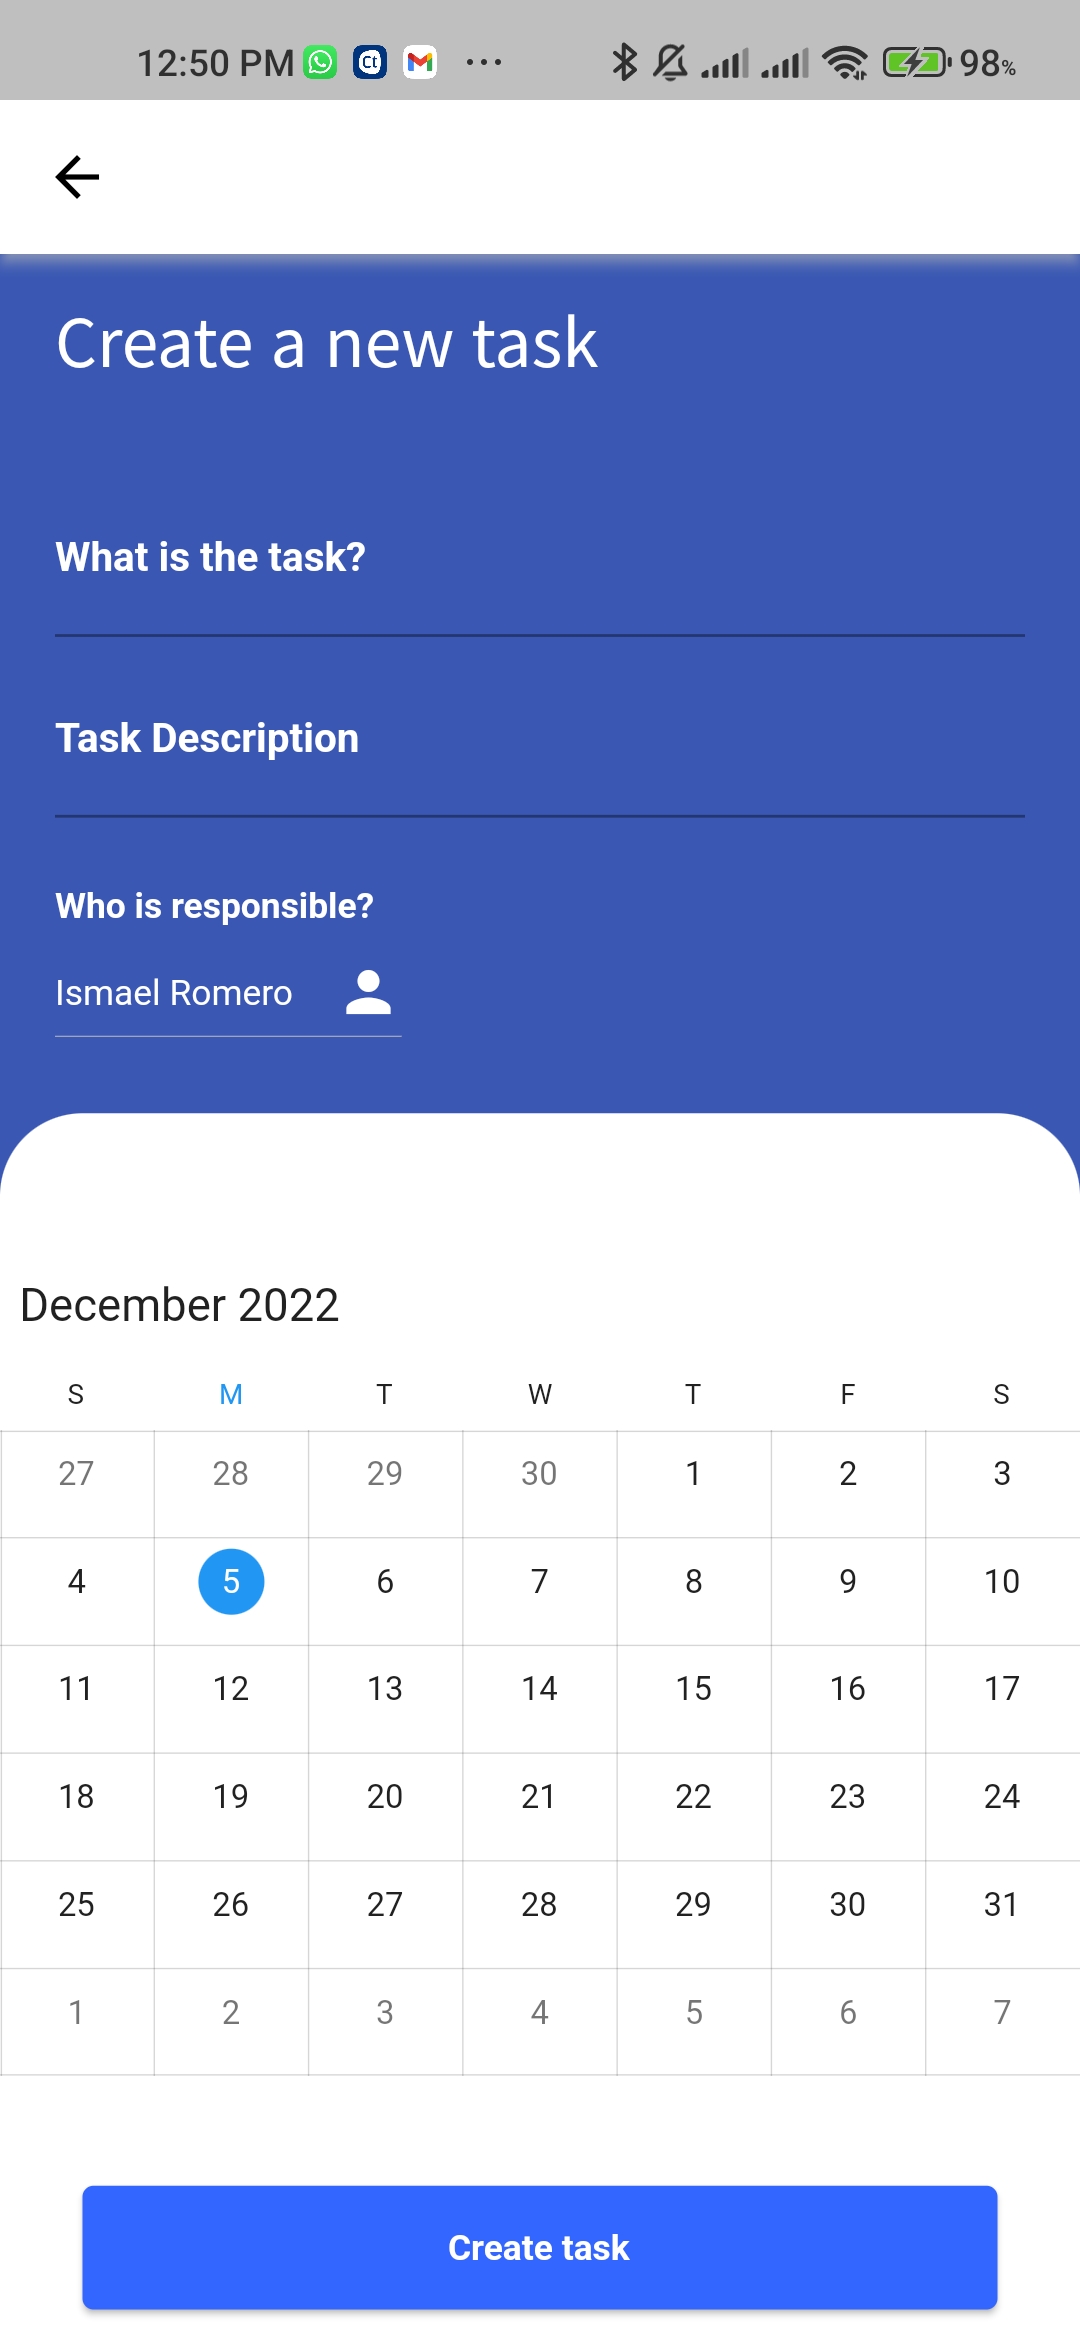 12:50 PM Ct ... 98%
Create a new task
What is the task?
Task Description
Who is responsible?
Ismael Romero
December 2022
S M T W T F S
27 28 29 30 1 2 3
4 5 6 7 8 9 10
11 12 13 14 15 16 17
18 19 20 21 22 23 24
25 26 27 28 29 30 31
1 2 3 4 5 6 7
Create task